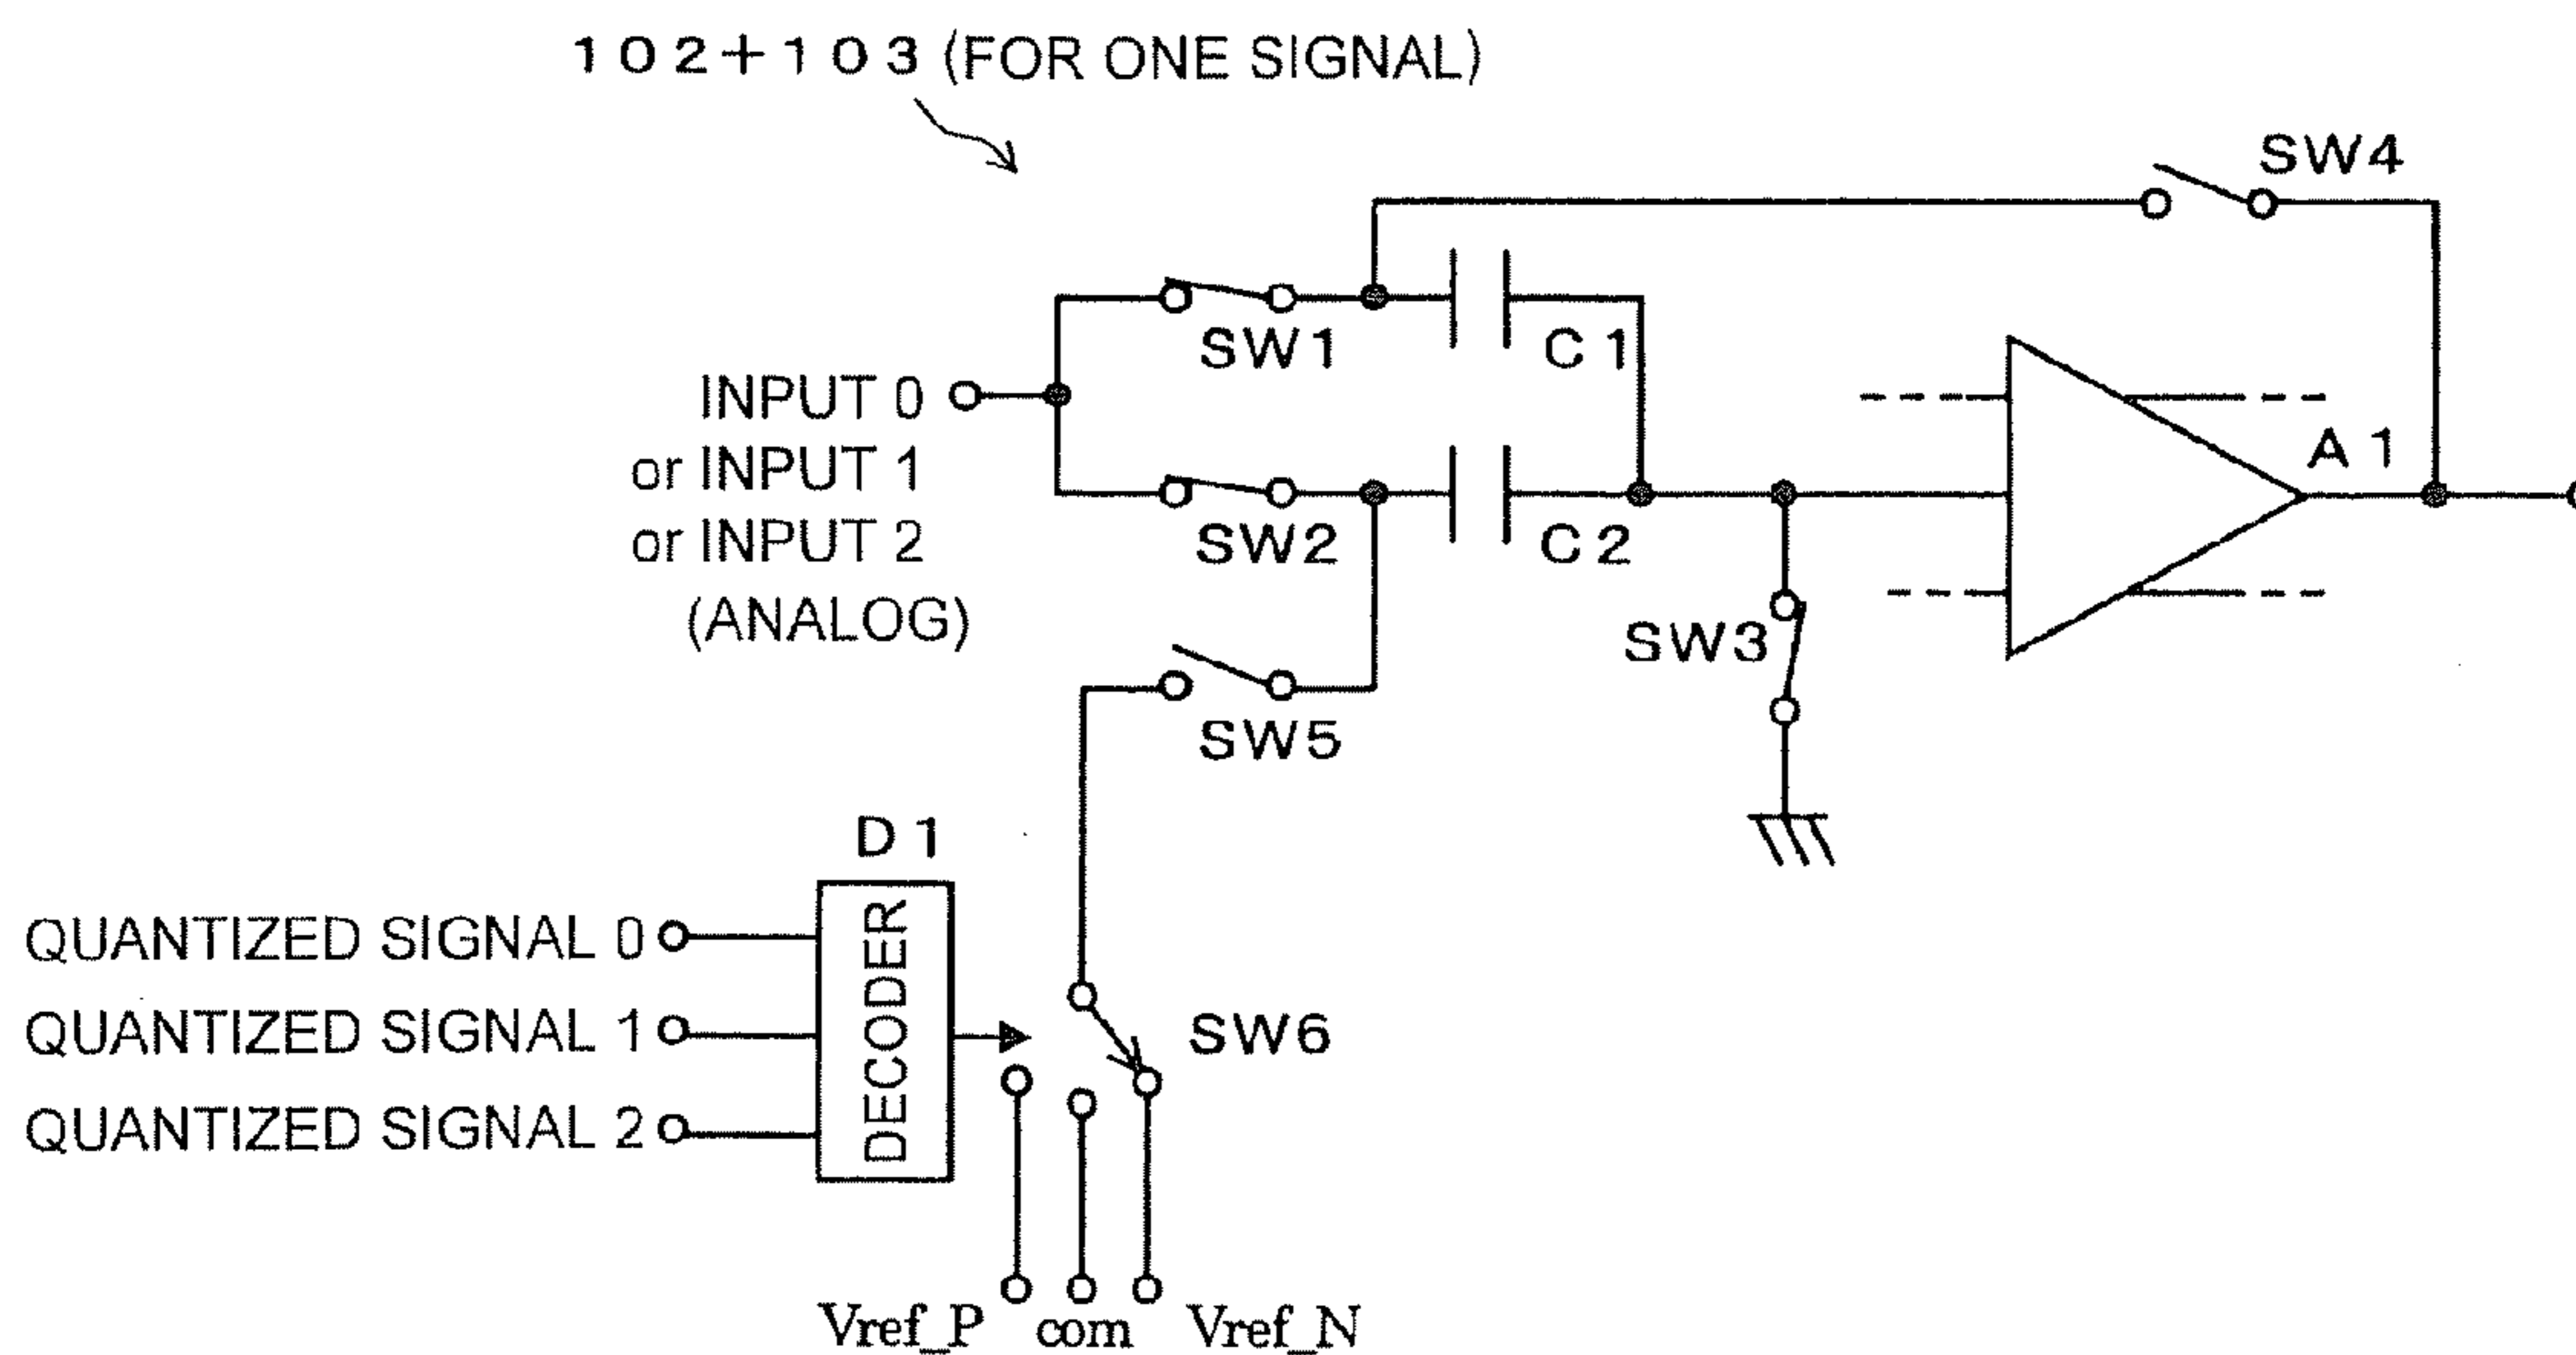 102+103 (FOR ONE SIGNAL)
SW4
SW1
C1
INPUT 0
or INPUT 1
or INPUT 2
(ANALOG)
A1
SW2
C2
SW3
SW5
D1
DECODER
QUANTIZED SIGNAL 0
QUANTIZED SIGNAL 1
QUANTIZED SIGNAL 2
SW6
Vref_P
com
Vref_N